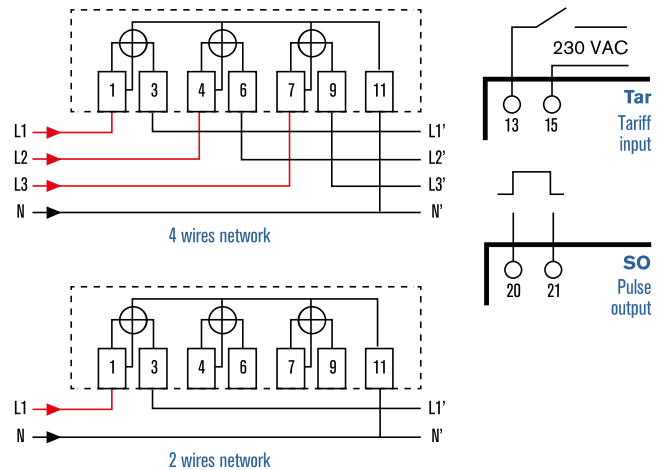 1 3 4 6 7 9 11
L1 L1’
L2 L2’
L3 L3’
N N’
4 wires network
230 VAC
13 15
Tar
Tariff
input
20 21
SO
Pulse
output
1 3 4 6 7 9 11
L1 L1’
N N’
2 wires network